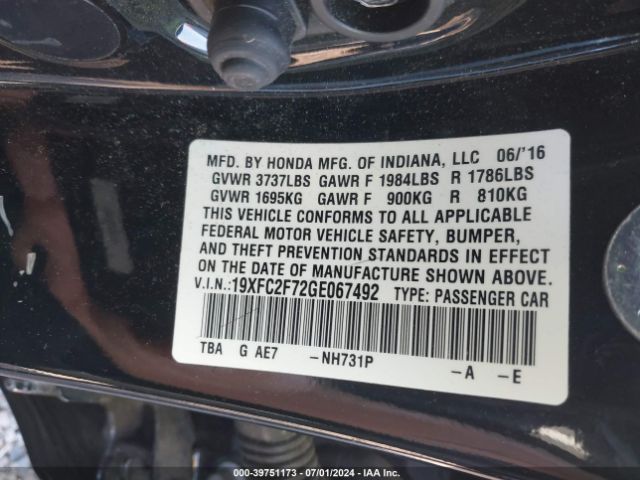 MFD. BY HONDA MFG. OF INDIANA, LLC 06/'16
GVWR 3737LBS GAWR F 1984LBS R 1786LBS
GVWR 1695KG GAWR F 900KG R 810KG
THIS VEHICLE CONFORMS TO ALL APPLICABLE
FEDERAL MOTOR VEHICLE SAFETY, BUMPER,
AND THEFT PREVENTION STANDARDS IN EFFECT
ON THE DATE OF MANUFACTURE SHOWN ABOVE.
V.I.N.:19XFC2F72GE067492 TYPE: PASSENGER CAR
TBA G AE7 -NH731P -A -E
000-39751173 - 07/01/2024 - IAA Inc.